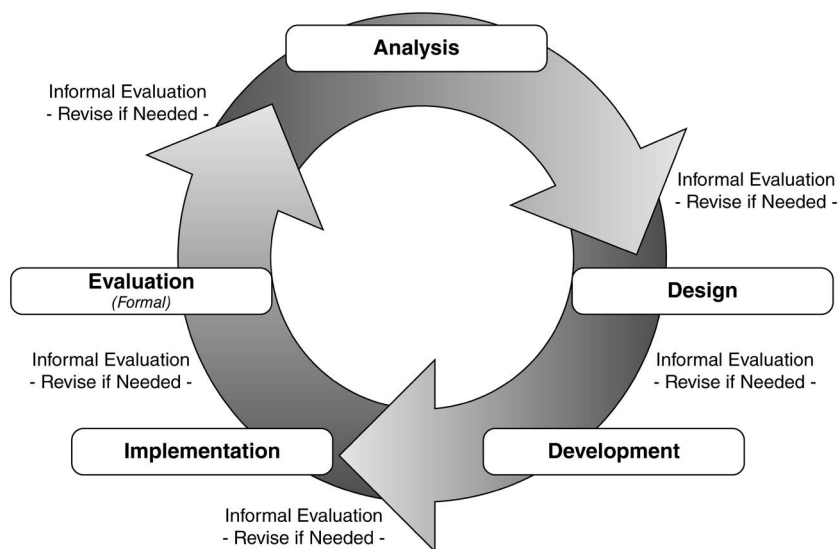 Analysis
Informal Evaluation
- Revise if Needed -
Informal Evaluation
- Revise if Needed -
Evaluation
(Formal)
Design
Informal Evaluation
- Revise if Needed -
Informal Evaluation
- Revise if Needed -
Implementation
Development
Informal Evaluation
- Revise if Needed -